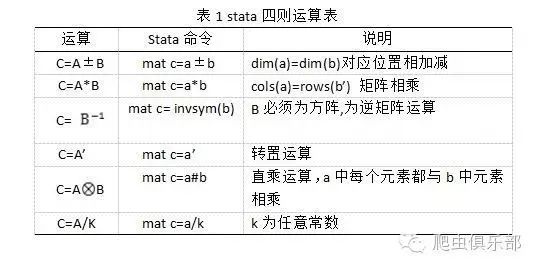 表 1 stata 四则运算表
运算 Stata 命令 说明
C=A±B mat c=a±b dim(a)=dim(b)对应位置相加减
C=A*B mat c=a*b cols(a)=rows(b’) 矩阵相乘
C= B⁻¹ mat c= invsym(b) B 必须为方阵,为逆矩阵运算
C=A’ mat c=a’ 转置运算
C=A⊗B mat c=a#b 直乘运算，a 中每个元素都与 b 中元素
相乘
C=A/K mat c=a/k k 为任意常数
爬虫俱乐部